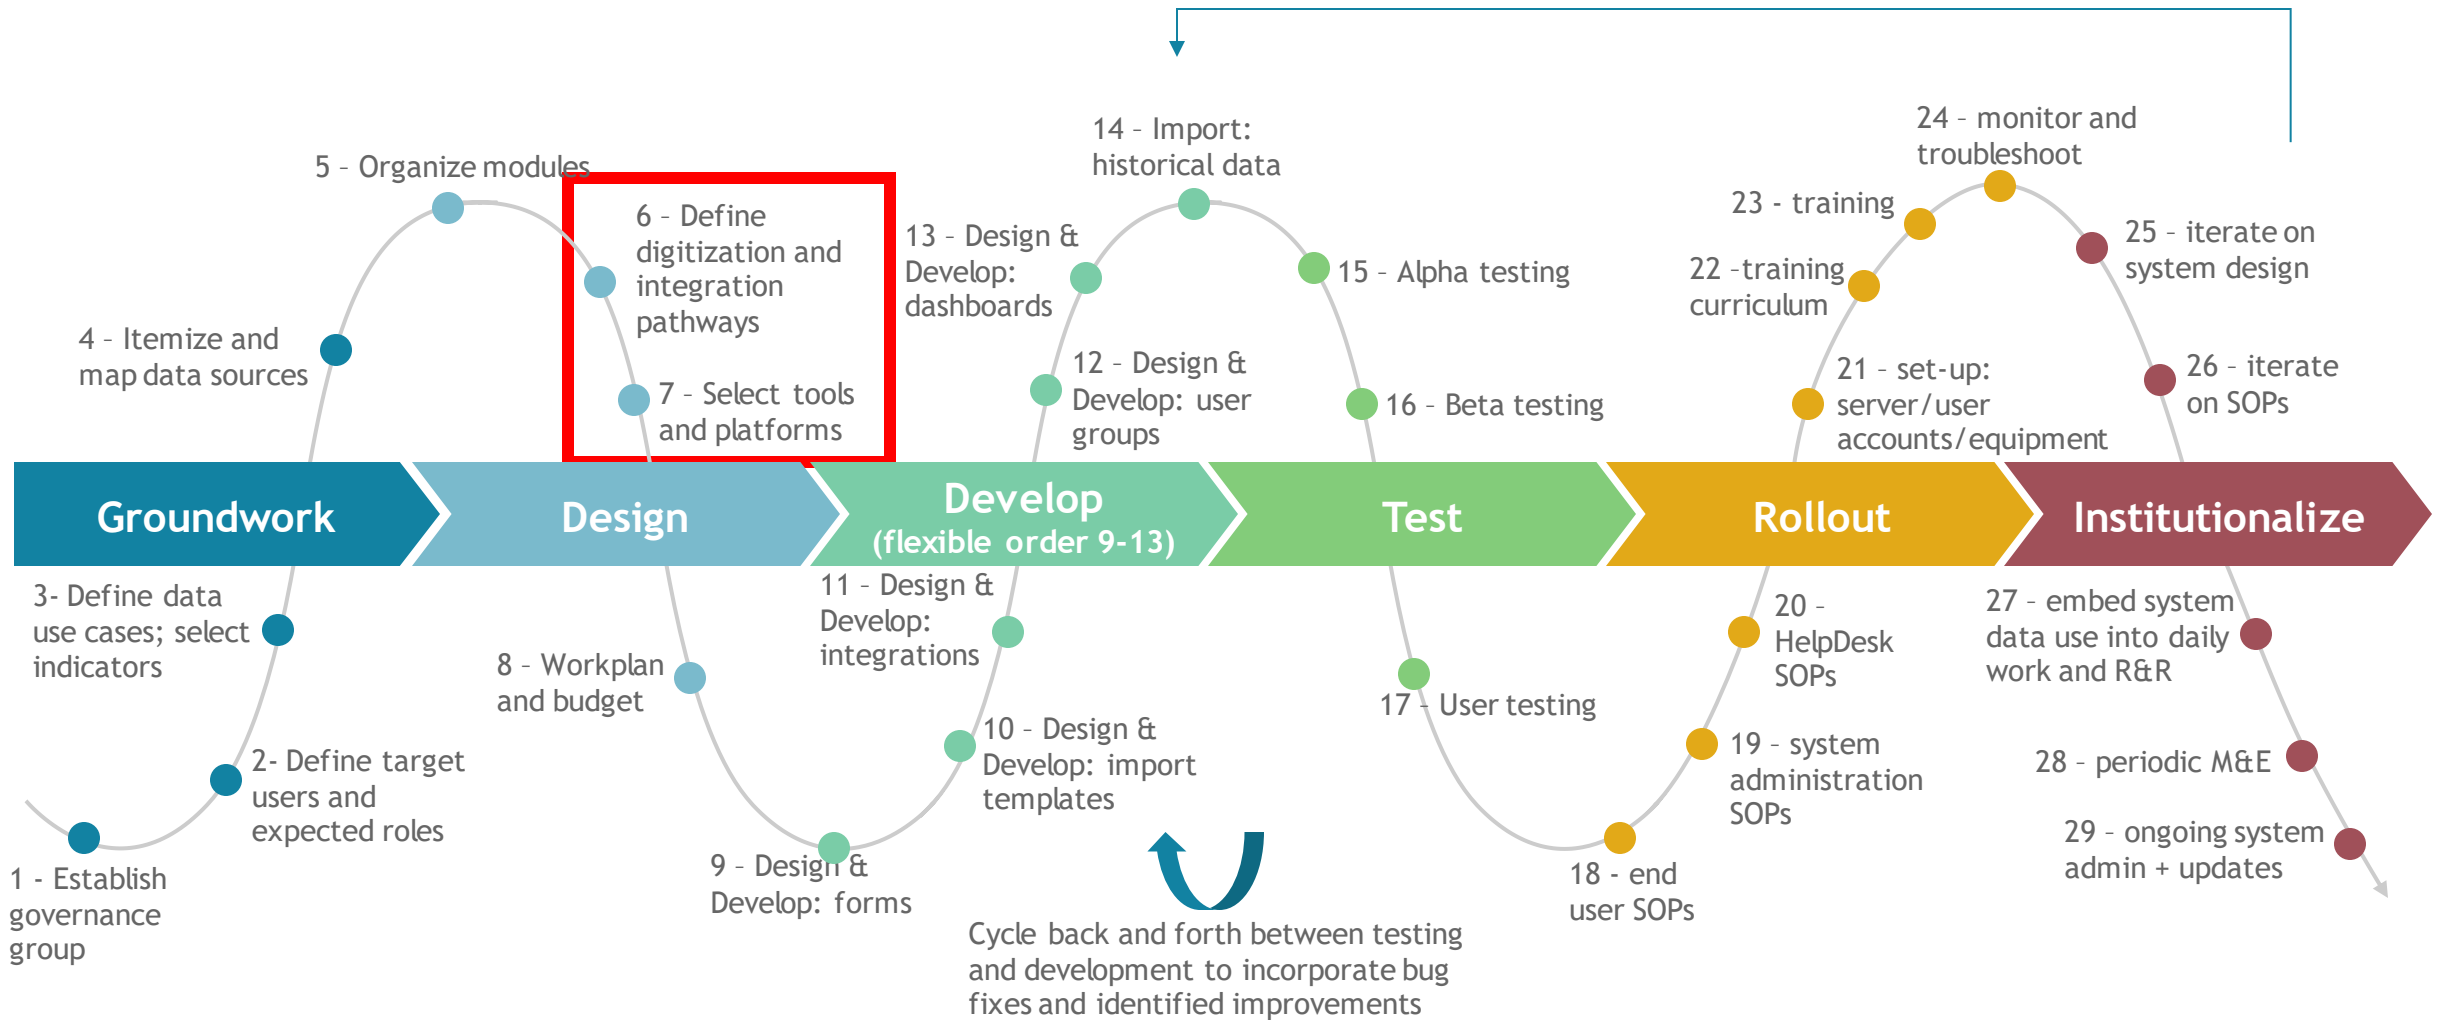 1 - Establish
governance
group
2- Define target
users and
expected roles
3- Define data
use cases; select
indicators
4 – Itemize and
map data sources
5 – Organize modules
6 – Define
digitization and
integration
pathways
7 – Select tools
and platforms
8 – Workplan
and budget
9 – Design &
Develop: forms
10 – Design &
Develop: import
templates
11 – Design &
Develop:
integrations
12 – Design &
Develop: user
groups
13 – Design &
Develop:
dashboards
14 – Import:
historical data
15 – Alpha testing
16 – Beta testing
17 – User testing
18 - end
user SOPs
19 – system
administration
SOPs
20 –
HelpDesk
SOPs
21 – set-up:
server/user
accounts/equipment
22 –training
curriculum
23 - training
24 – monitor and
troubleshoot
25 – iterate on
system design
26 – iterate
on SOPs
27 – embed system
data use into daily
work and R&R
28 – periodic M&E
29 – ongoing system
admin + updates
Groundwork
Design
Develop
(flexible order 9-13)
Test
Rollout
Institutionalize
Cycle back and forth between testing
and development to incorporate bug
fixes and identified improvements